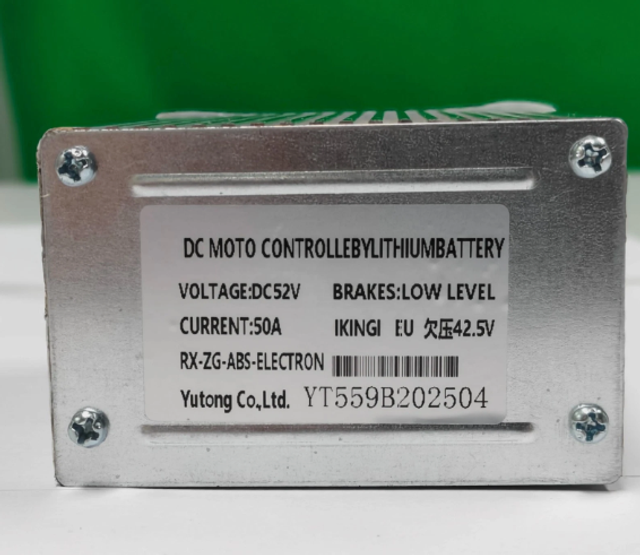 DC MOTO CONTROLLEBYLITHIUMBATTERY
VOLTAGE:DC52V BRAKES:LOW LEVEL
CURRENT:50A IKINGI EU 欠压42.5V
RX-ZG-ABS-ELECTRON
Yutong Co.,Ltd. YT559B202504